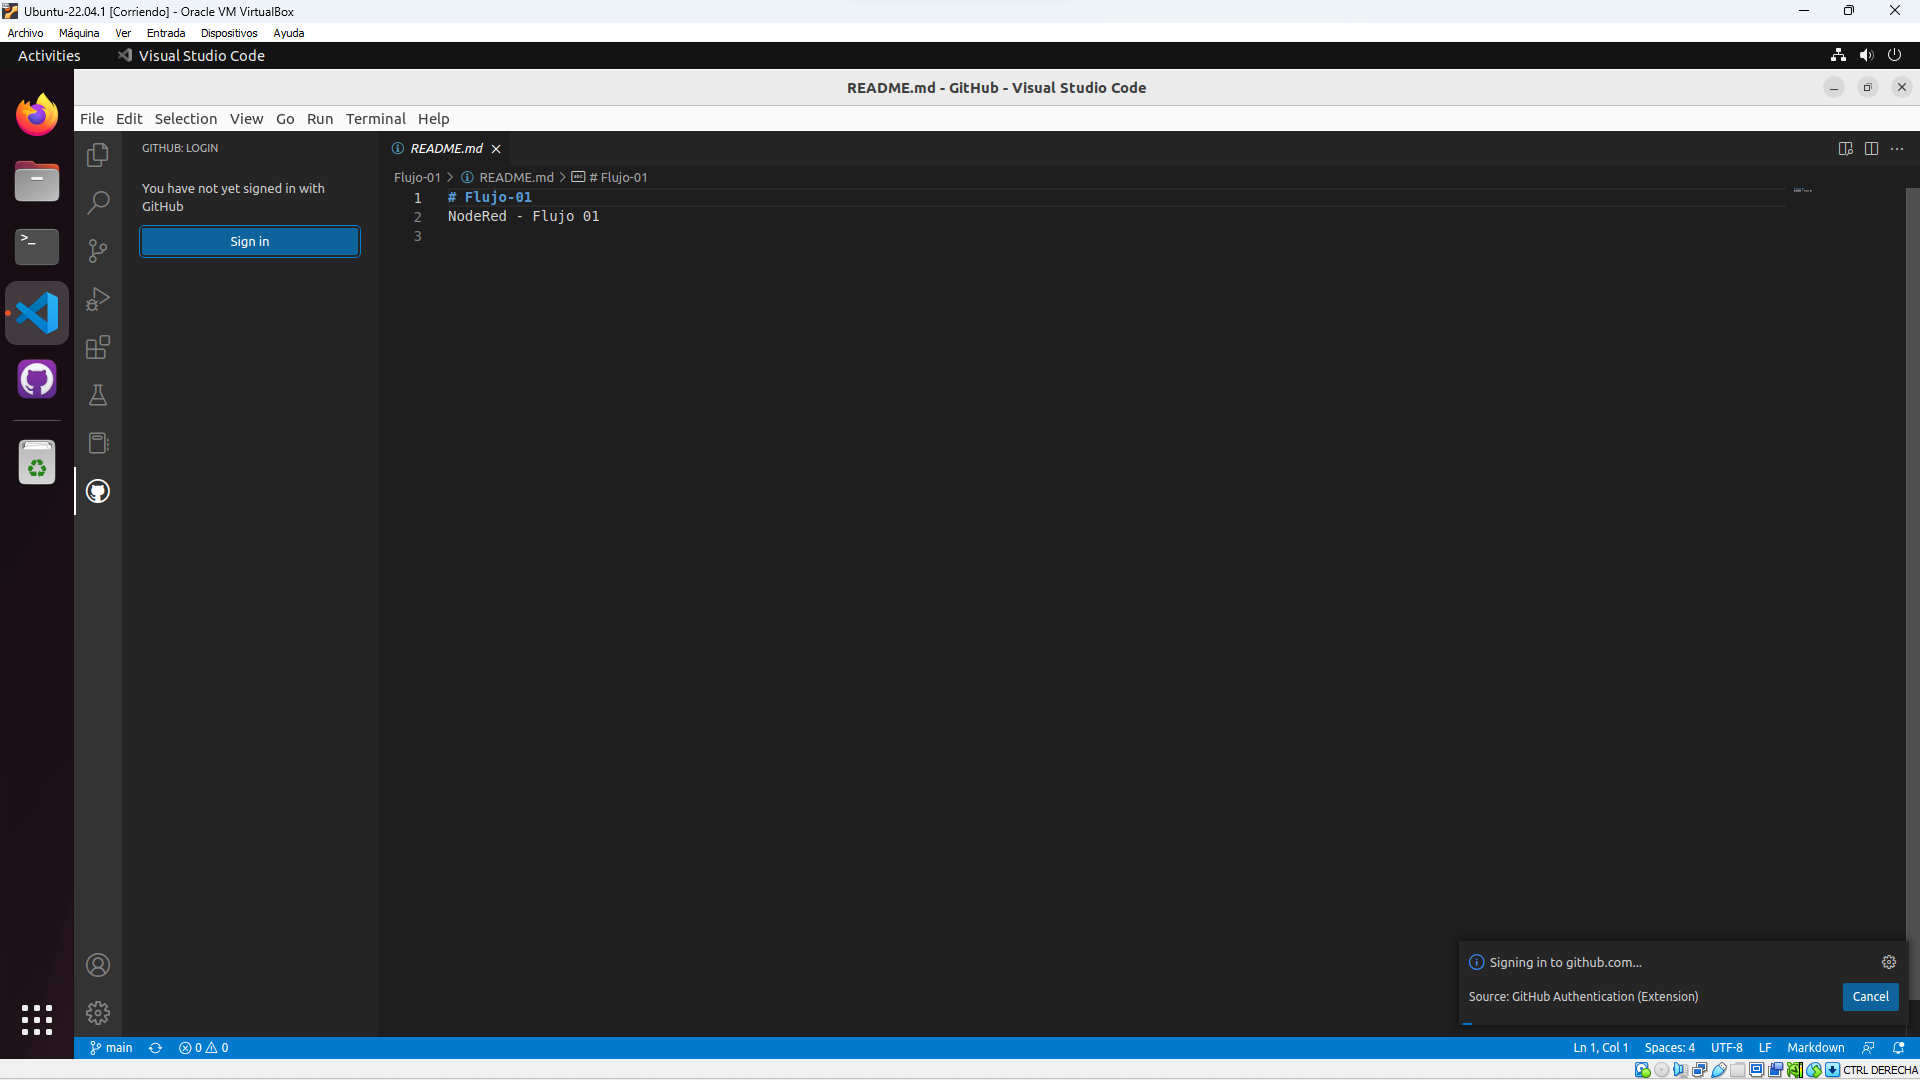 Ubuntu-22.04.1 [Corriendo] - Oracle VM VirtualBox
Archivo Máquina Ver Entrada Dispositivos Ayuda
Activities Visual Studio Code
README.md - GitHub - Visual Studio Code
File Edit Selection View Go Run Terminal Help
GITHUB: LOGIN
You have not yet signed in with
GitHub
Sign in
README.md
Flujo-01 > README.md > # Flujo-01
1 # Flujo-01
2 NodeRed - Flujo 01
3
Signing in to github.com...
Source: GitHub Authentication (Extension) Cancel
main 0 0 Ln 1, Col 1 Spaces: 4 UTF-8 LF Markdown
CTRL DERECHA